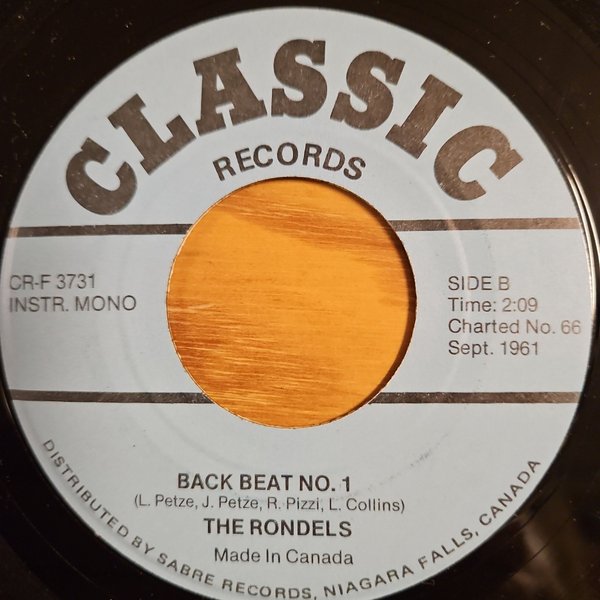 CLASSIC
RECORDS
CR-F 3731
INSTR. MONO
SIDE B
Time: 2:09
Charted No. 66
Sept. 1961
BACK BEAT NO. 1
(L. Petze, J. Petze, R. Pizzi, L. Collins)
THE RONDELS
Made In Canada
DISTRIBUTED BY SABRE RECORDS, NIAGARA FALLS, CANADA